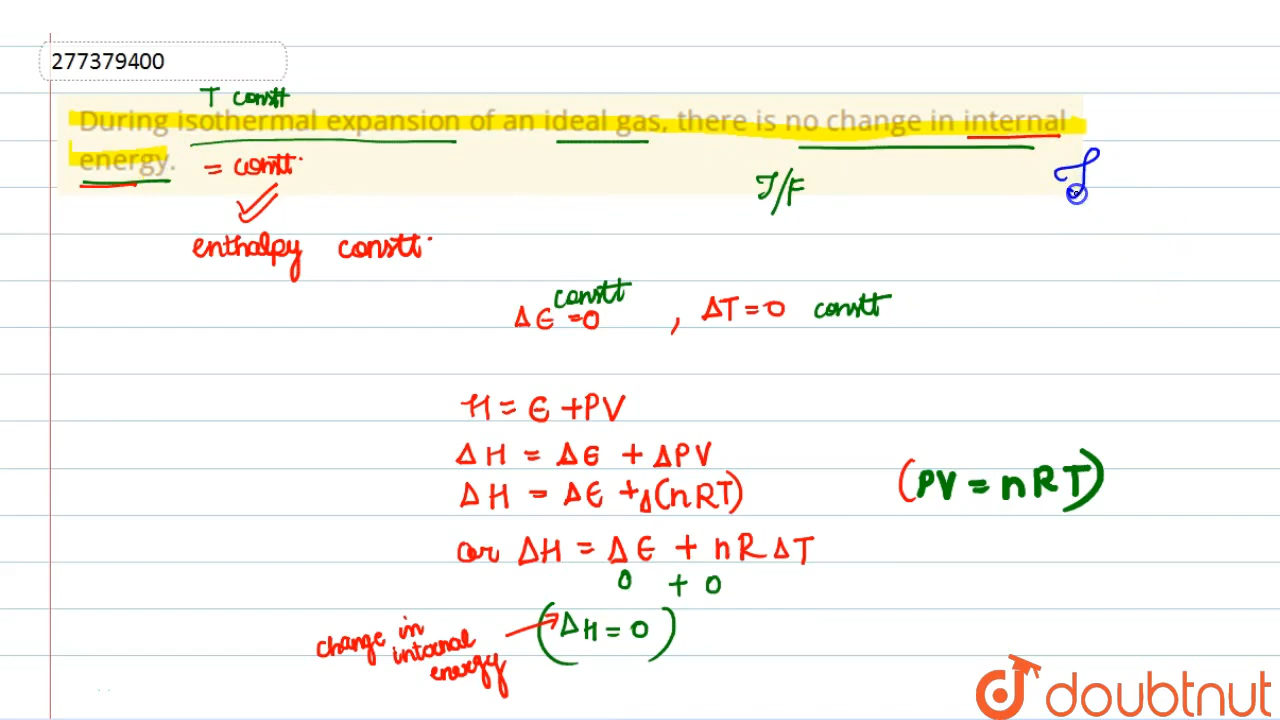 277379400
T constt
During isothermal expansion of an ideal gas, there is no change in internal
energy.
= constt.
T/F
T
enthalpy constt.
constt
ΔE = 0 , ΔT = 0 constt
H = E + PV
ΔH = ΔE + ΔPV
ΔH = ΔE + Δ(nRT) (PV = nRT)
or ΔH = ΔE + nRΔT
0 + 0
(ΔH = 0)
change in
internal
energy
doubtnut